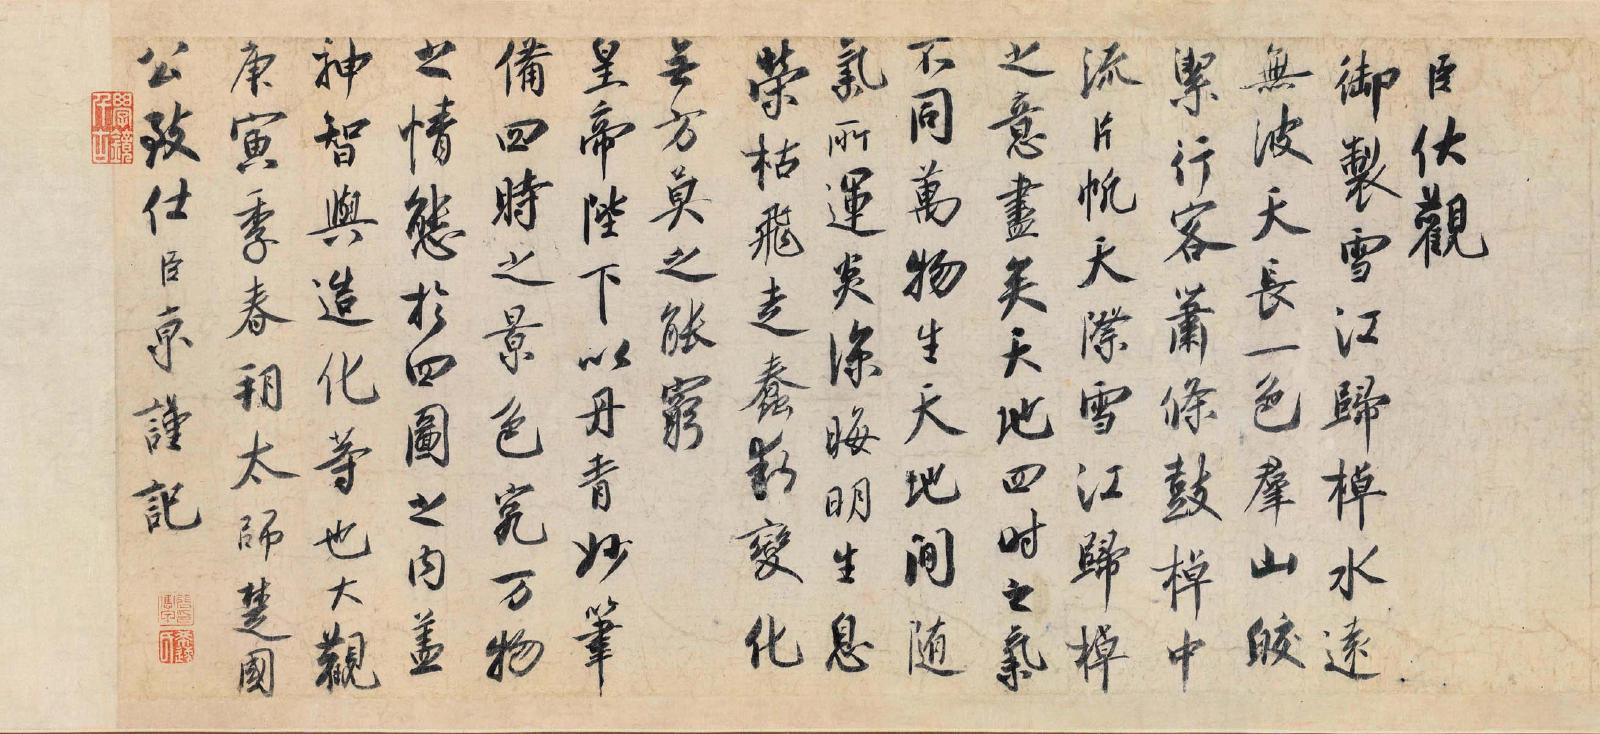 臣伏觀
御製雪江歸棹水遠
無波天長一色羣山皎
潔行客蕭條鼓棹中
流片帆天際雪江歸棹
之意盡矣天地四时之氣
不同萬物生天地间随
氣所運炎凉晦明生息
榮枯飛走蠢動變化
无方莫之能窮
皇帝陛下以丹青妙筆
備四時之景色究万物
之情態於四圖之内盖
神智與造化等也大觀
庚寅季春朔太師楚國
公致仕臣京謹記